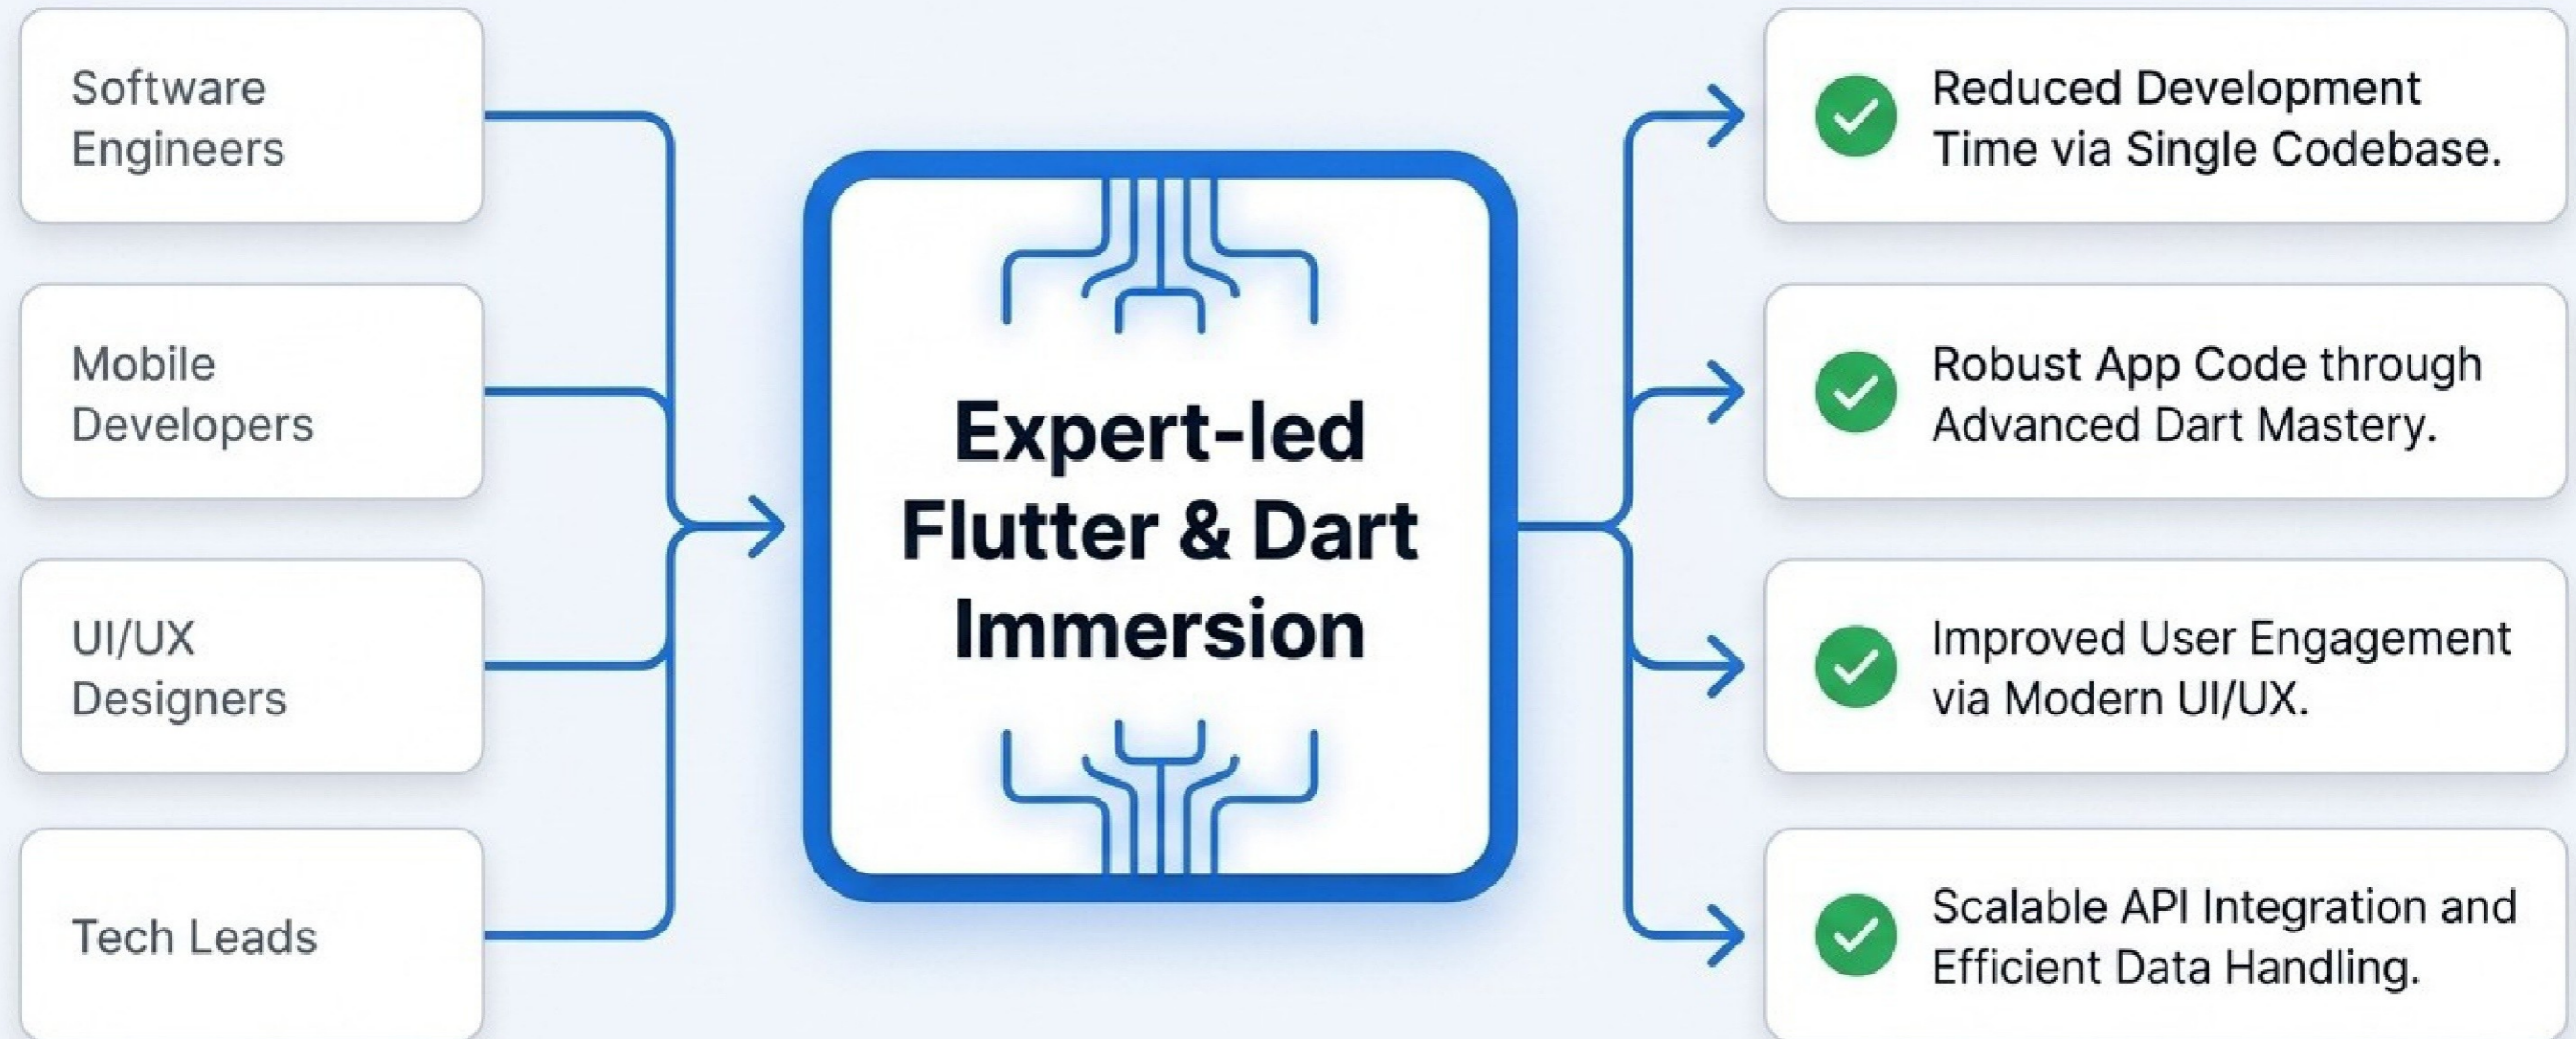 Software
Engineers
Mobile
Developers
UI/UX
Designers
Tech Leads
Expert-led
Flutter & Dart
Immersion
Reduced Development
Time via Single Codebase.
Robust App Code through
Advanced Dart Mastery.
Improved User Engagement
via Modern UI/UX.
Scalable API Integration and
Efficient Data Handling.